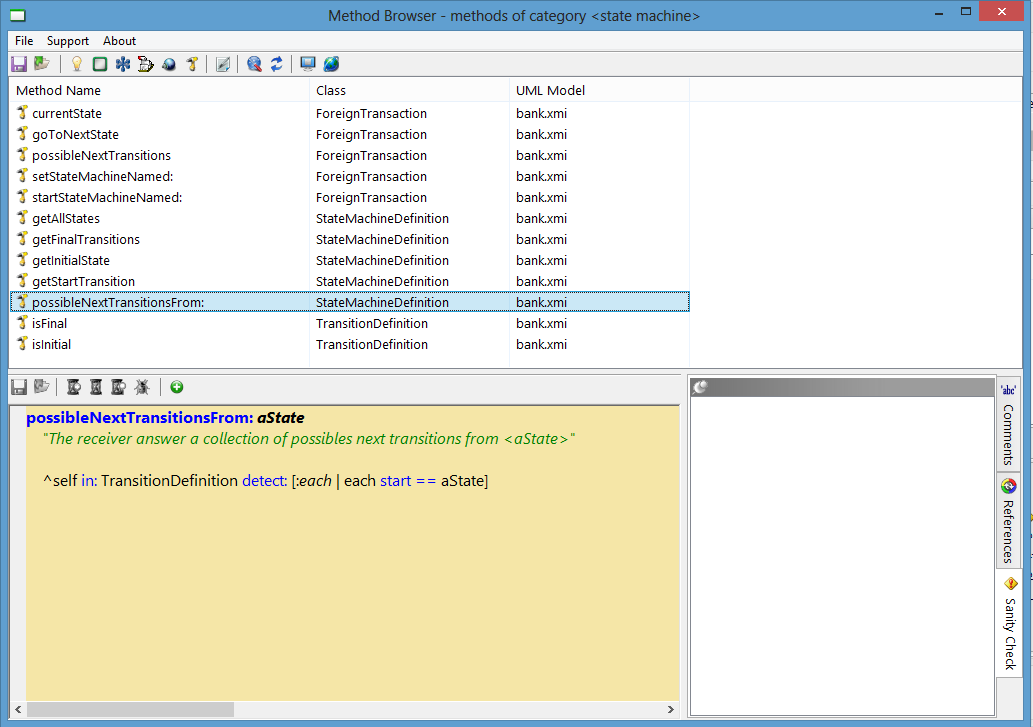 Method Browser - methods of category <state machine>
File Support About
Method Name Class UML Model
currentState ForeignTransaction bank.xmi
goToNextState ForeignTransaction bank.xmi
possibleNextTransitions ForeignTransaction bank.xmi
setStateMachineNamed: ForeignTransaction bank.xmi
startStateMachineNamed: ForeignTransaction bank.xmi
getAllStates StateMachineDefinition bank.xmi
getFinalTransitions StateMachineDefinition bank.xmi
getInitialState StateMachineDefinition bank.xmi
getStartTransition StateMachineDefinition bank.xmi
possibleNextTransitionsFrom: StateMachineDefinition bank.xmi
isFinal TransitionDefinition bank.xmi
isInitial TransitionDefinition bank.xmi
possibleNextTransitionsFrom: aState
"The receiver answer a collection of possibles next transitions from <aState>"
^self in: TransitionDefinition detect: [:each | each start == aState]
'abc'
Comments
References
Sanity Check